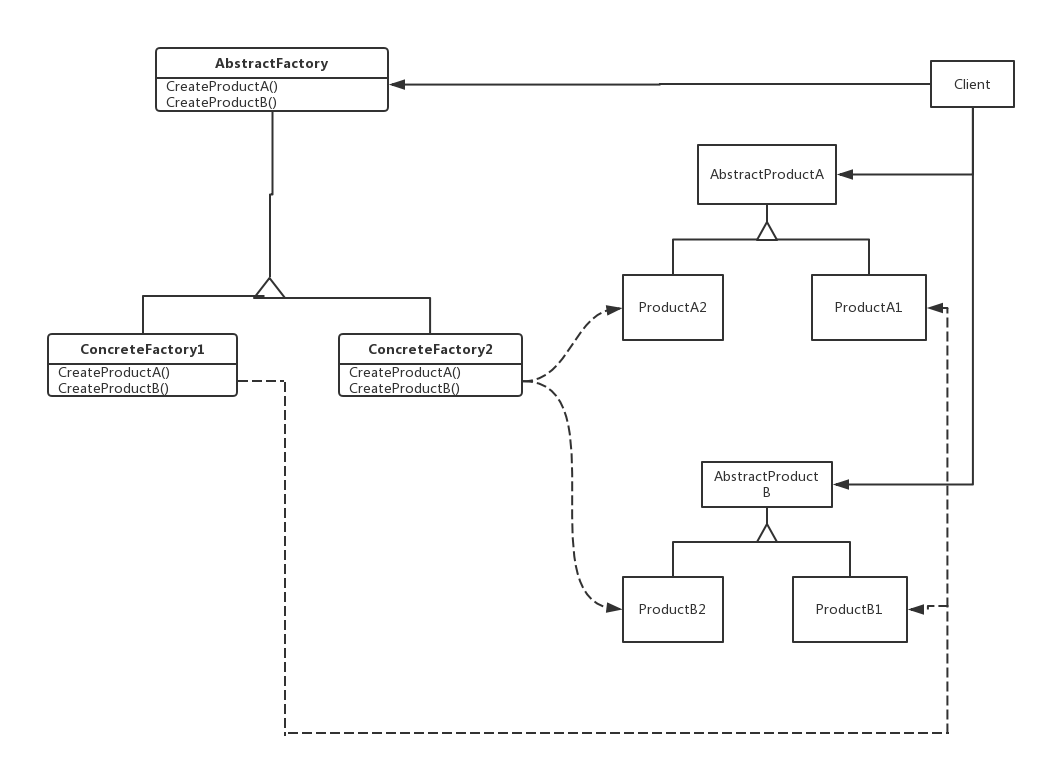 AbstractFactory
CreateProductA()
CreateProductB()
Client
AbstractProductA
ProductA2
ProductA1
ConcreteFactory1
CreateProductA()
CreateProductB()
ConcreteFactory2
CreateProductA()
CreateProductB()
AbstractProduct
B
ProductB2
ProductB1